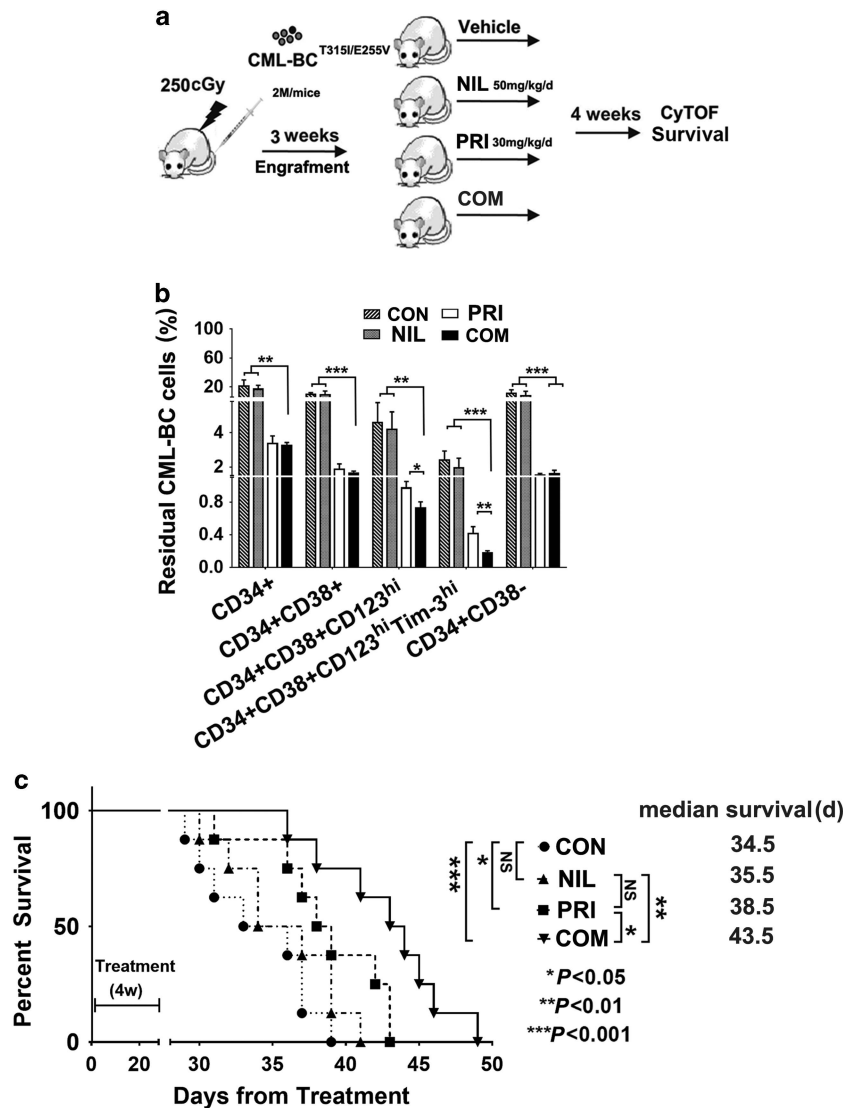 a
250cGy
CML-BC T315I/E255V
2M/mice
3 weeks
Engrafment
Vehicle
NIL 50mg/kg/d
PRI 30mg/kg/d
COM
4 weeks
CyTOF
Survival
b
Residual CML-BC cells (%)
CON
PRI
NIL
COM
100
60
20
4
2
0.8
0.4
0.0
**
***
**
*
***
**
***
CD34+
CD34+CD38+
CD34+CD38+CD123hi
CD34+CD38+CD123hiTim-3hi
CD34+CD38-
c
Percent Survival
100
50
0
Treatment
(4w)
0 20 30 35 40 45 50
Days from Treatment
median survival(d)
CON 34.5
NIL 35.5
PRI 38.5
COM 43.5
***
*
NS
NS
*
**
*P<0.05
**P<0.01
***P<0.001